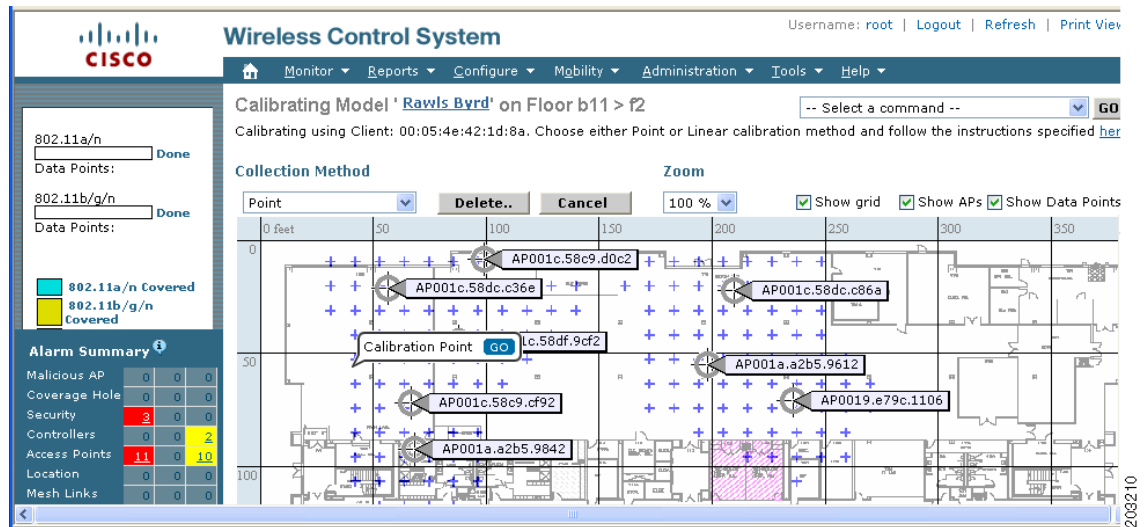 CISCO
Wireless Control System
Username: root | Logout | Refresh | Print View
Monitor Reports Configure Mobility Administration Tools Help
Calibrating Model ' Rawls Byrd' on Floor b11 > f2
-- Select a command --
GO
Calibrating using Client: 00:05:4e:42:1d:8a. Choose either Point or Linear calibration method and follow the instructions specified her
802.11a/n
Done
Data Points:
802.11b/g/n
Done
Data Points:
802.11a/n Covered
802.11b/
g/n
Covered
Collection Method
Zoom
Point
Delete..
Cancel
100 %
Show grid
Show APs
Show Data Points
0 feet 50 100 150 200 250 300 350
0
50
100
AP001c.58c9.d0c2
AP001c.58dc.c36e
AP001c.58dc.c86a
Calibration Point GO
1c.58df.9cf2
AP001a.a2b5.9612
AP001c.58c9.cf92
AP0019.e79c.1106
AP001a.a2b5.9842
Alarm Summary
Malicious AP 0 0 0
Coverage Hole 0 0 0
Security 3 0 0
Controllers 0 0 2
Access Points 11 0 10
Location 0 0 0
Mesh Links 0 0 0
203210